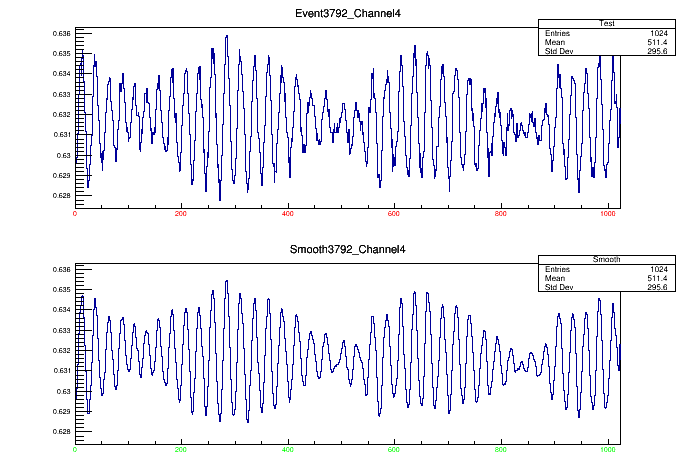 Event3792_Channel4
Test
Entries 1024
Mean 511.4
Std Dev 295.6
0.636
0.635
0.634
0.633
0.632
0.631
0.63
0.629
0.628
0 200 400 600 800 1000
Smooth3792_Channel4
Smooth
Entries 1024
Mean 511.4
Std Dev 295.6
0.636
0.635
0.634
0.633
0.632
0.631
0.63
0.629
0.628
0 200 400 600 800 1000